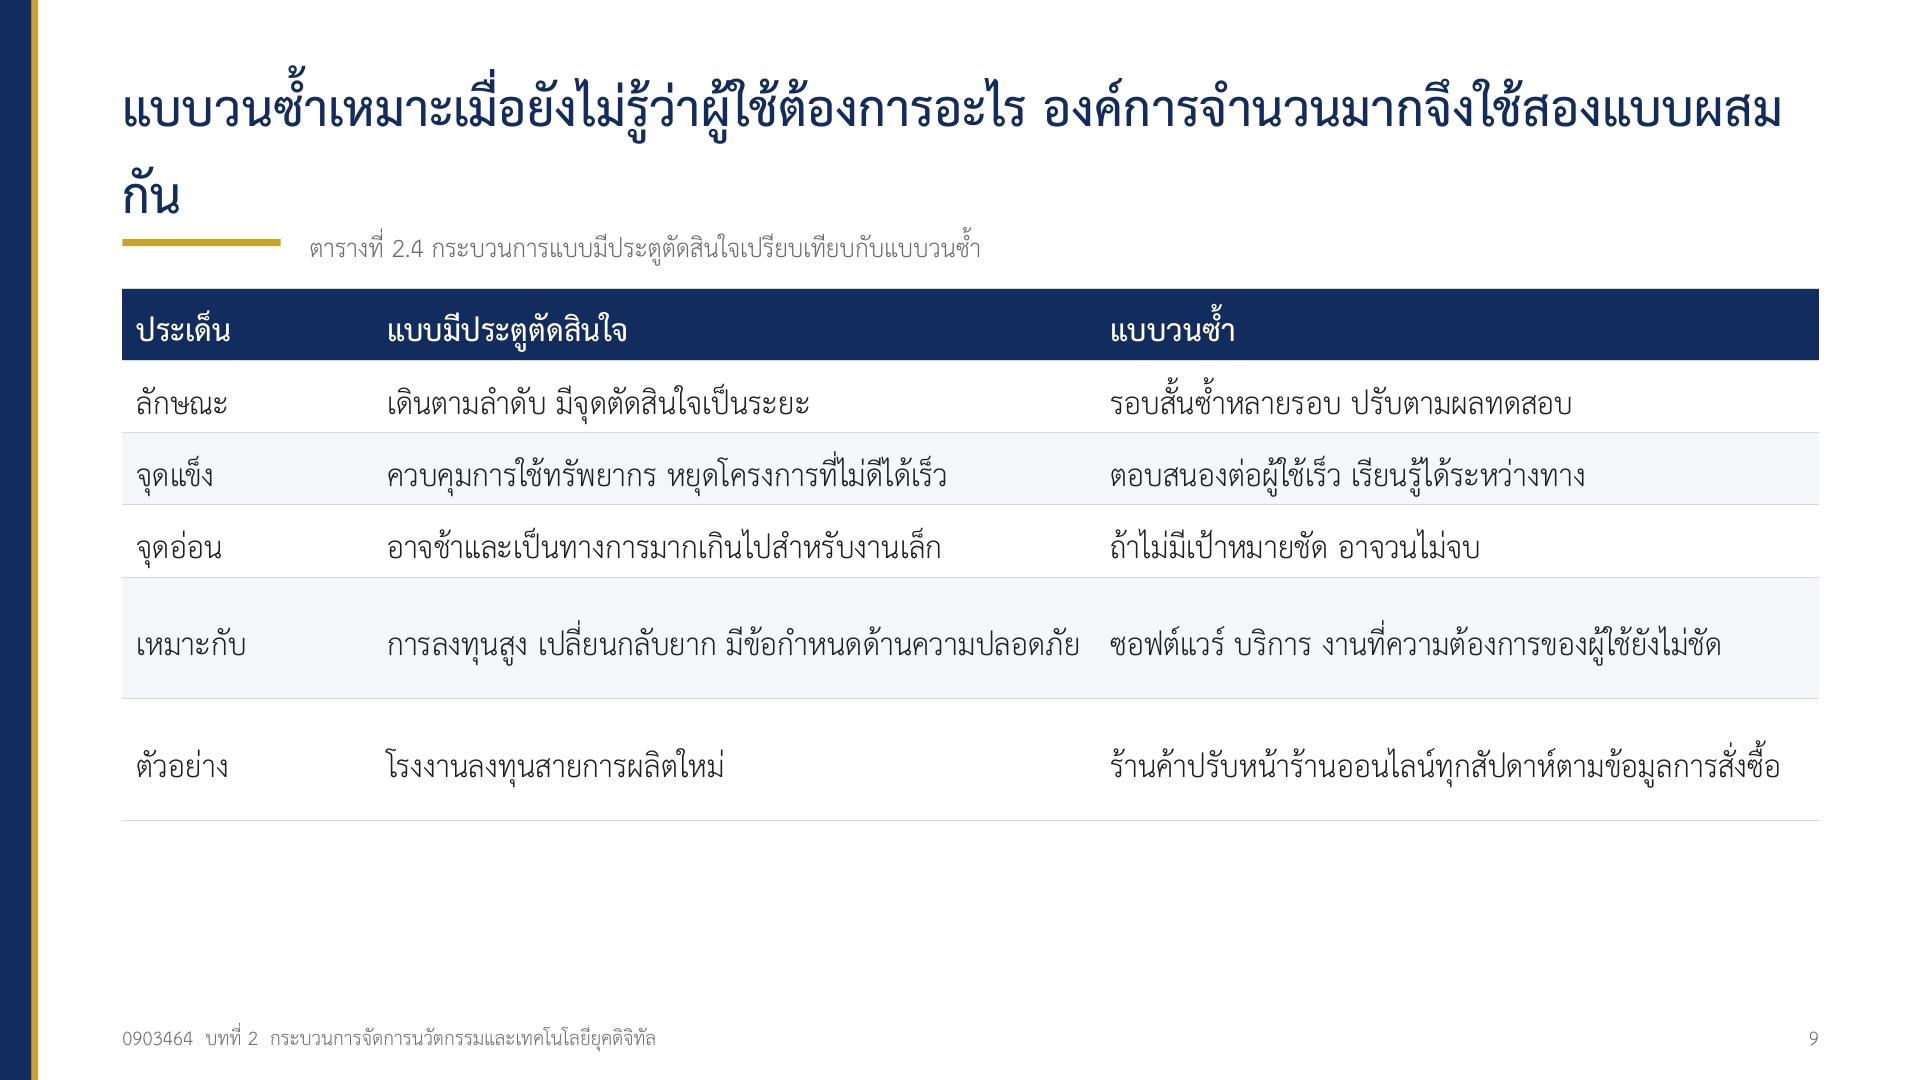 แบบวนซ้ำเหมาะเมื่อยังไม่รู้ว่าผู้ใช้ต้องการอะไร องค์การจำนวนมากจึงใช้สองแบบผสม
กัน
ตารางที่ 2.4 กระบวนการแบบมีประตูตัดสินใจเปรียบเทียบกับแบบวนซ้ำ
ประเด็น แบบมีประตูตัดสินใจ แบบวนซ้ำ
ลักษณะ เดินตามลำดับ มีจุดตัดสินใจเป็นระยะ รอบสั้นซ้ำหลายรอบ ปรับตามผลทดสอบ
จุดแข็ง ควบคุมการใช้ทรัพยากร หยุดโครงการที่ไม่ดีได้เร็ว ตอบสนองต่อผู้ใช้เร็ว เรียนรู้ได้ระหว่างทาง
จุดอ่อน อาจช้าและเป็นทางการมากเกินไปสำหรับงานเล็ก ถ้าไม่มีเป้าหมายชัด อาจวนไม่จบ
เหมาะกับ การลงทุนสูง เปลี่ยนกลับยาก มีข้อกำหนดด้านความปลอดภัย ซอฟต์แวร์ บริการ งานที่ความต้องการของผู้ใช้ยังไม่ชัด
ตัวอย่าง โรงงานลงทุนสายการผลิตใหม่ ร้านค้าปรับหน้าร้านออนไลน์ทุกสัปดาห์ตามข้อมูลการสั่งซื้อ
0903464 บทที่ 2 กระบวนการจัดการนวัตกรรมและเทคโนโลยียุคดิจิทัล 9